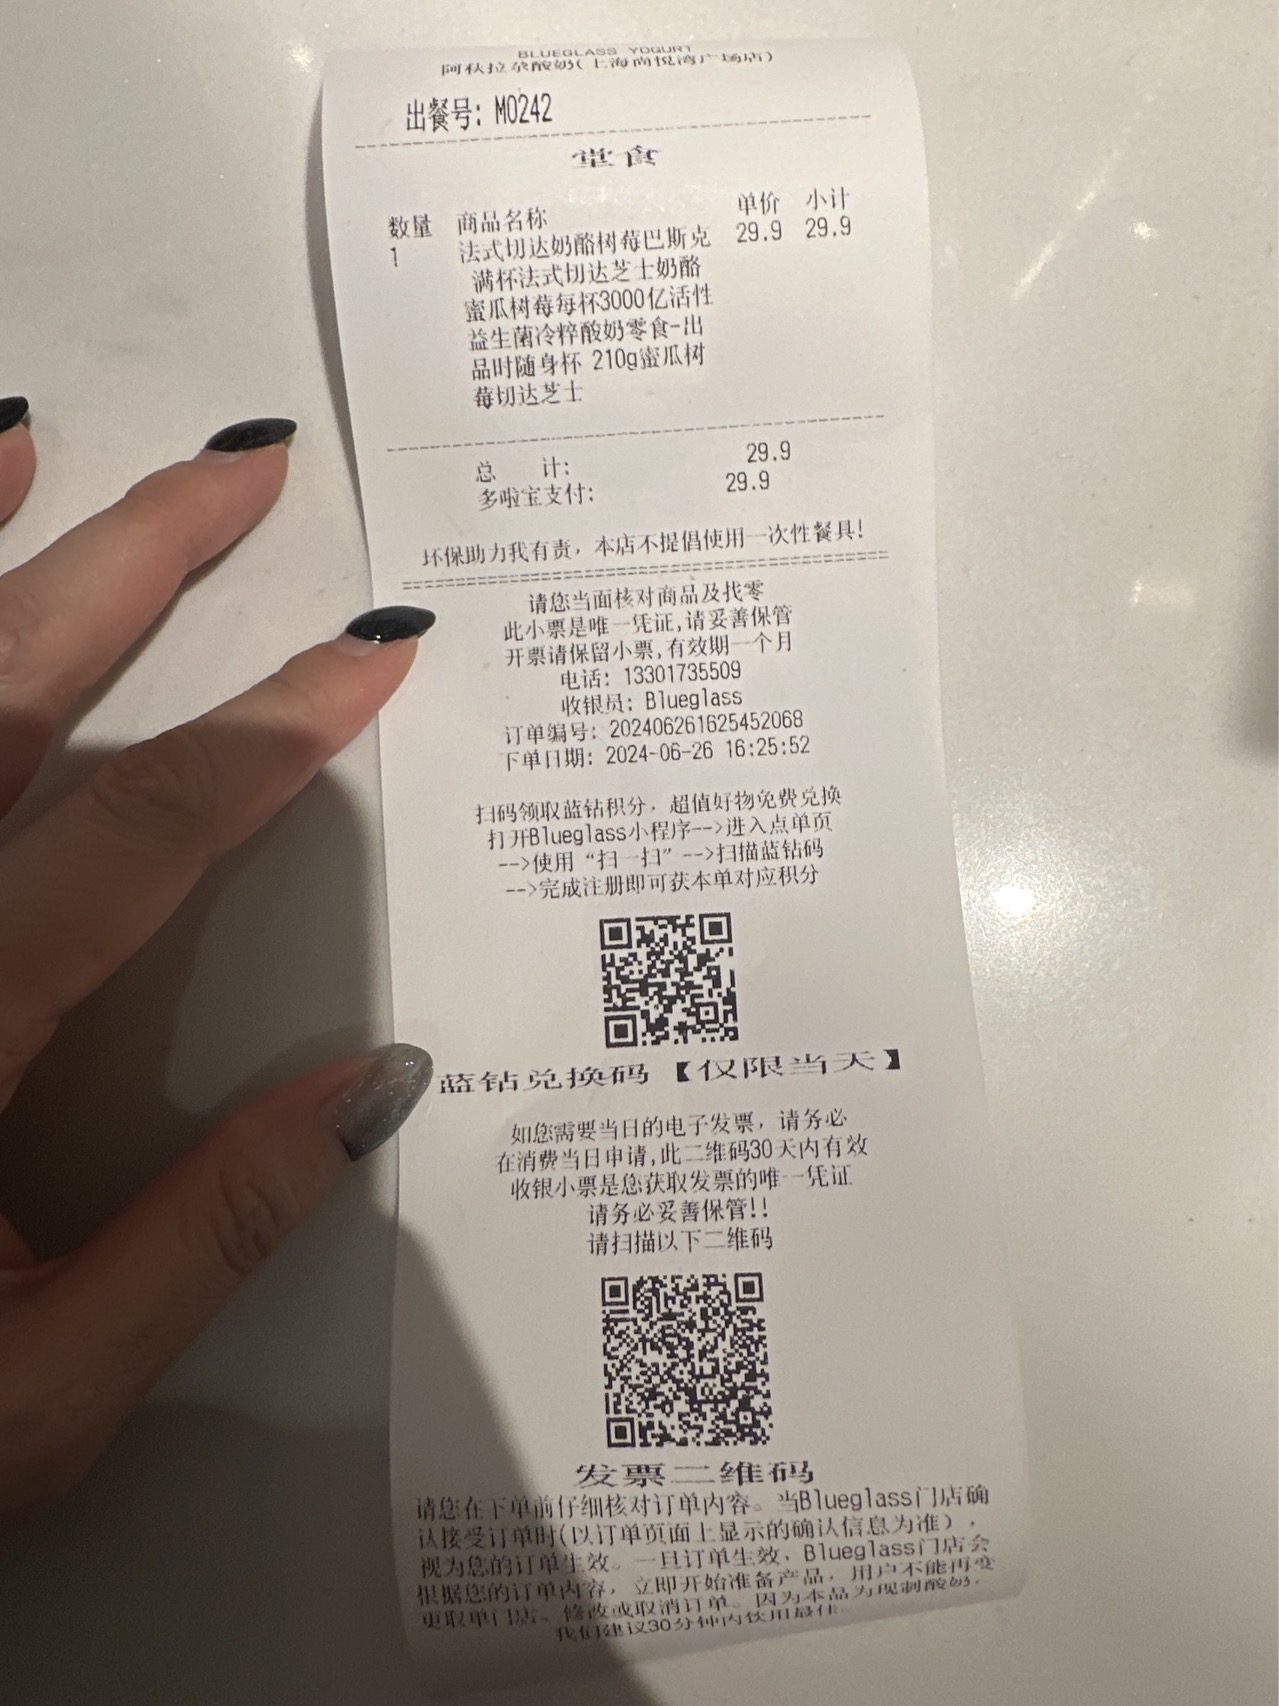 BLUEGLASS YOGURT
阿秋拉尕酸奶(上海尚悦湾广场店)
出餐号: M0242
堂食
数量 商品名称 单价 小计
1 法式切达奶酪树莓巴斯克 29.9 29.9
满杯法式切达芝士奶酪
蜜瓜树莓每杯3000亿活性
益生菌冷粹酸奶零食-出
品时随身杯 210g蜜瓜树
莓切达芝士
总 计: 29.9
多啦宝支付: 29.9
环保助力我有责，本店不提倡使用一次性餐具!
请您当面核对商品及找零
此小票是唯一凭证,请妥善保管
开票请保留小票,有效期一个月
电话: 13301735509
收银员: Blueglass
订单编号: 202406261625452068
下单日期: 2024-06-26 16:25:52
扫码领取蓝钻积分，超值好物免费兑换
打开Blueglass小程序-->进入点单页
-->使用“扫一扫”-->扫描蓝钻码
-->完成注册即可获本单对应积分
蓝钻兑换码【仅限当天】
如您需要当日的电子发票，请务必
在消费当日申请,此二维码30天内有效
收银小票是您获取发票的唯一凭证
请务必妥善保管!!
请扫描以下二维码
发票二维码
请您在下单前仔细核对订单内容。当Blueglass门店确
认接受订单时(以订单页面上显示的确认信息为准)，
视为您的订单生效。一旦订单生效，Blueglass门店会
根据您的订单内容，立即开始准备产品，用户不能再变
更取单门店、修改或取消订单。因为本品为现制酸奶，
我们建议30分钟内饮用最佳